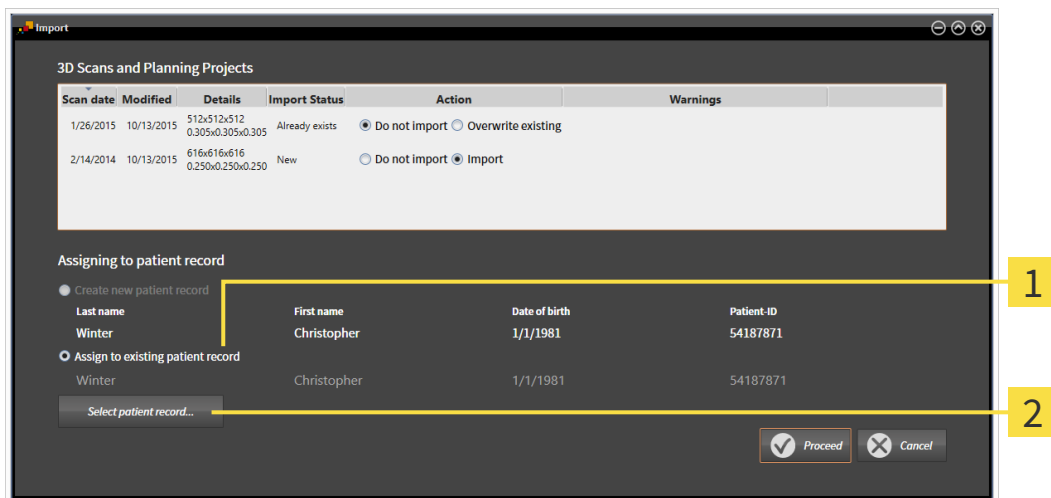 Import
3D Scans and Planning Projects
Scan date Modified Details Import Status Action Warnings
1/26/2015 10/13/2015 512x512x512 0.305x0.305x0.305 Already exists Do not import Overwrite existing
2/14/2014 10/13/2015 616x616x616 0.250x0.250x0.250 New Do not import Import
Assigning to patient record
Create new patient record
1
Last name First name Date of birth Patient-ID
Winter Christopher 1/1/1981 54187871
Assign to existing patient record
Winter Christopher 1/1/1981 54187871
Select patient record...
2
Proceed Cancel